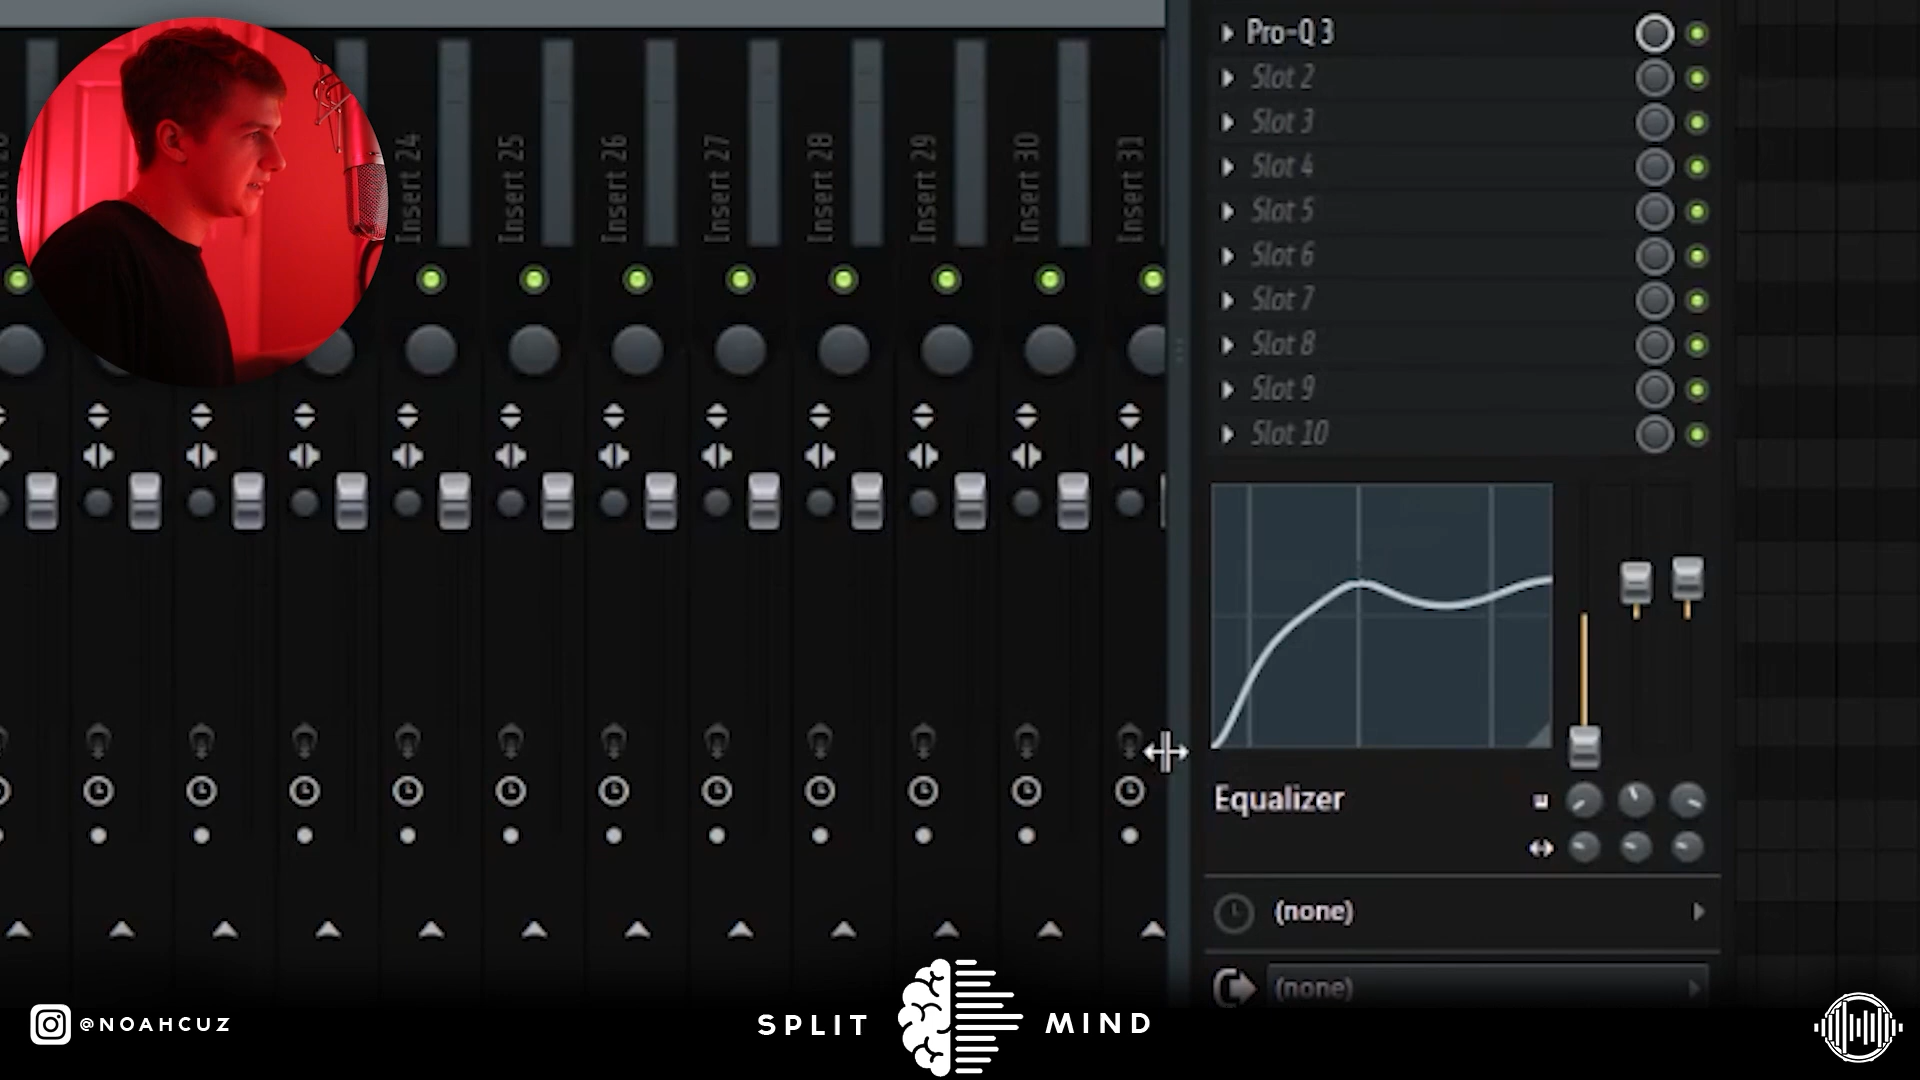 Pro-Q 3
Slot 2
Slot 3
Slot 4
Slot 5
Slot 6
Slot 7
Slot 8
Slot 9
Slot 10
Insert 24
Insert 25
Insert 26
Insert 27
Insert 28
Insert 29
Insert 30
Insert 31
Equalizer
(none)
(none)
@NOAHCUZ
SPLIT MIND